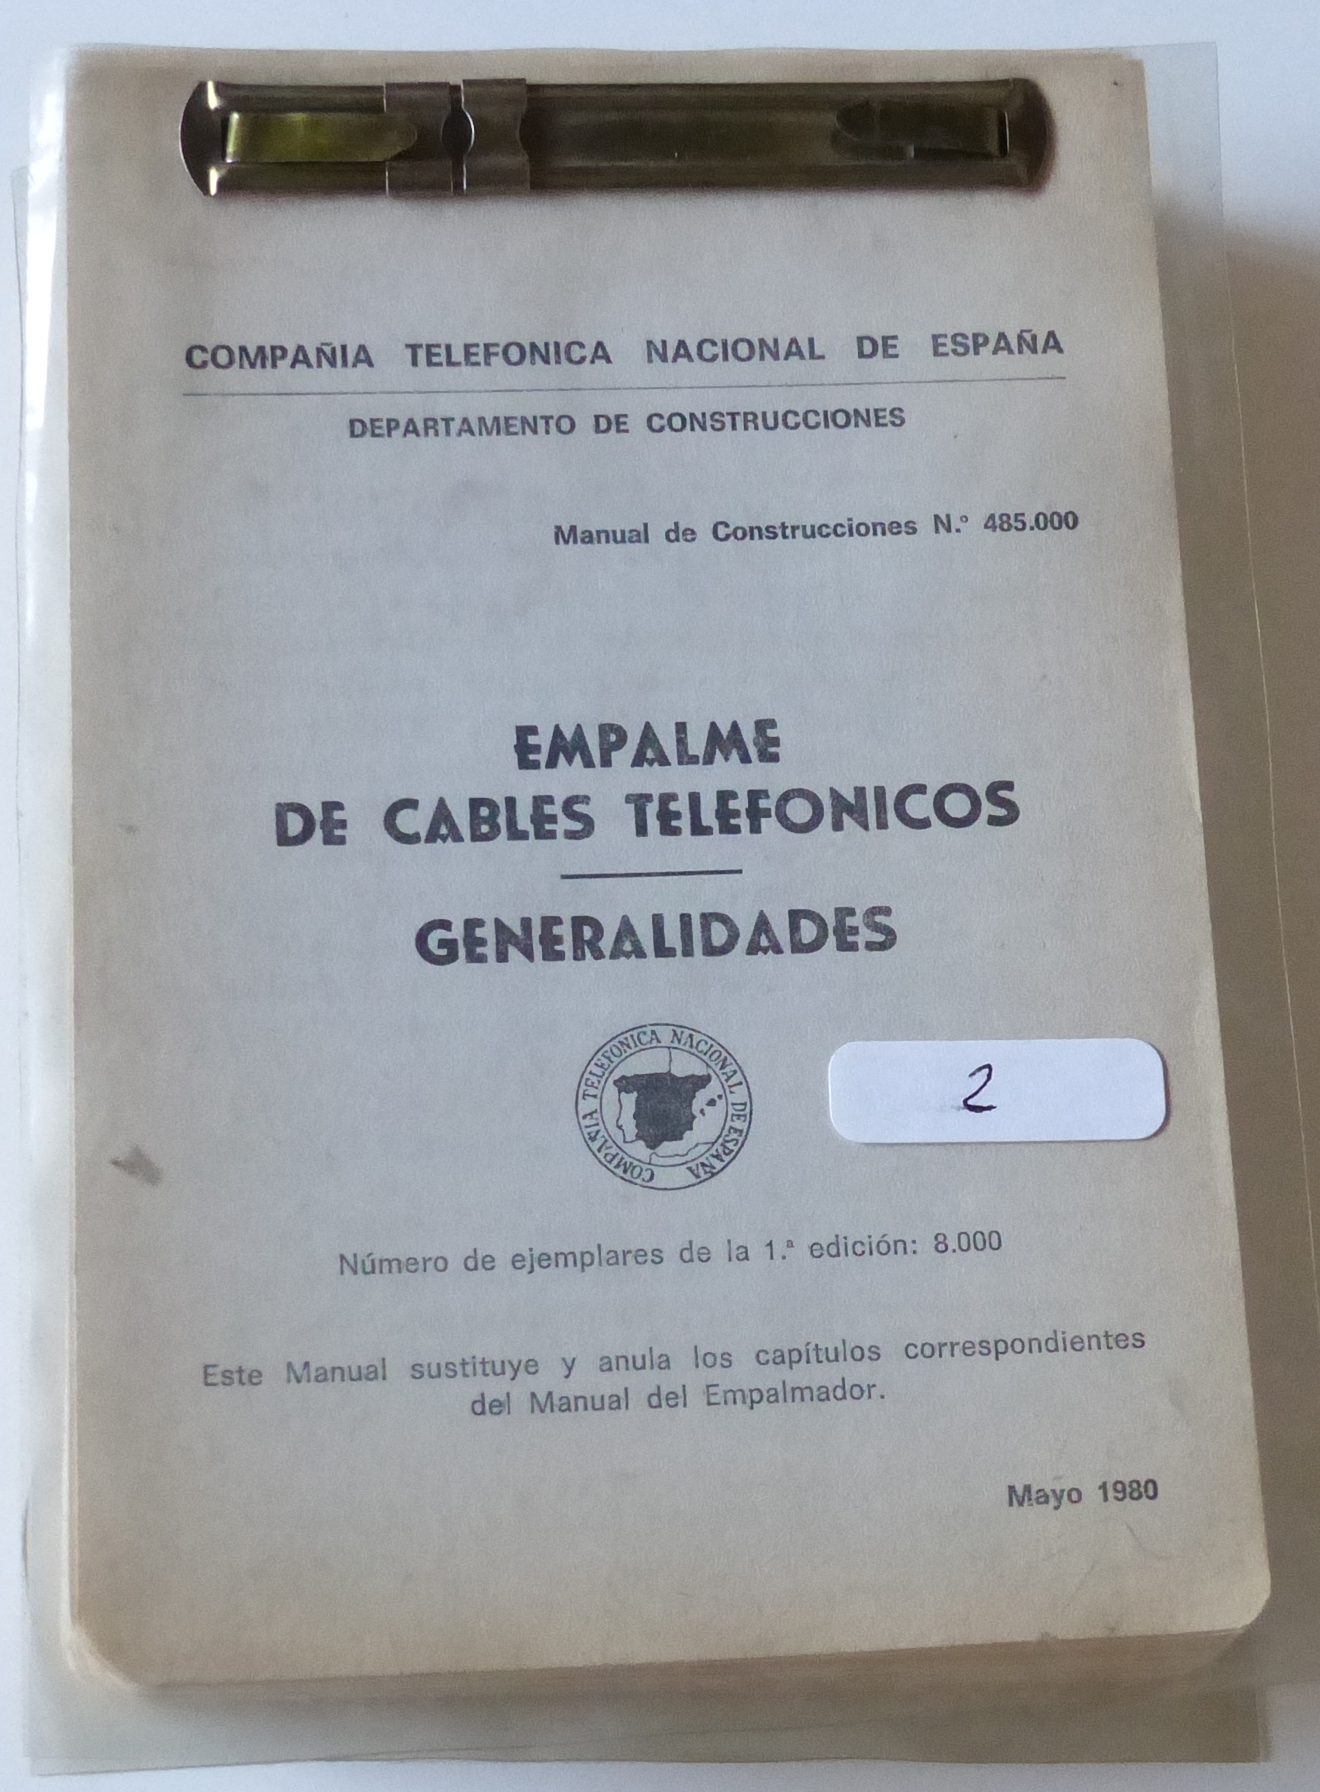 COMPAÑIA TELEFONICA NACIONAL DE ESPAÑA
DEPARTAMENTO DE CONSTRUCCIONES
Manual de Construcciones N.º 485.000
EMPALME
DE CABLES TELEFONICOS
GENERALIDADES
COMPAÑIA TELEFONICA NACIONAL DE ESPAÑA
2
Número de ejemplares de la 1.ª edición: 8.000
Este Manual sustituye y anula los capítulos correspondientes
del Manual del Empalmador.
Mayo 1980